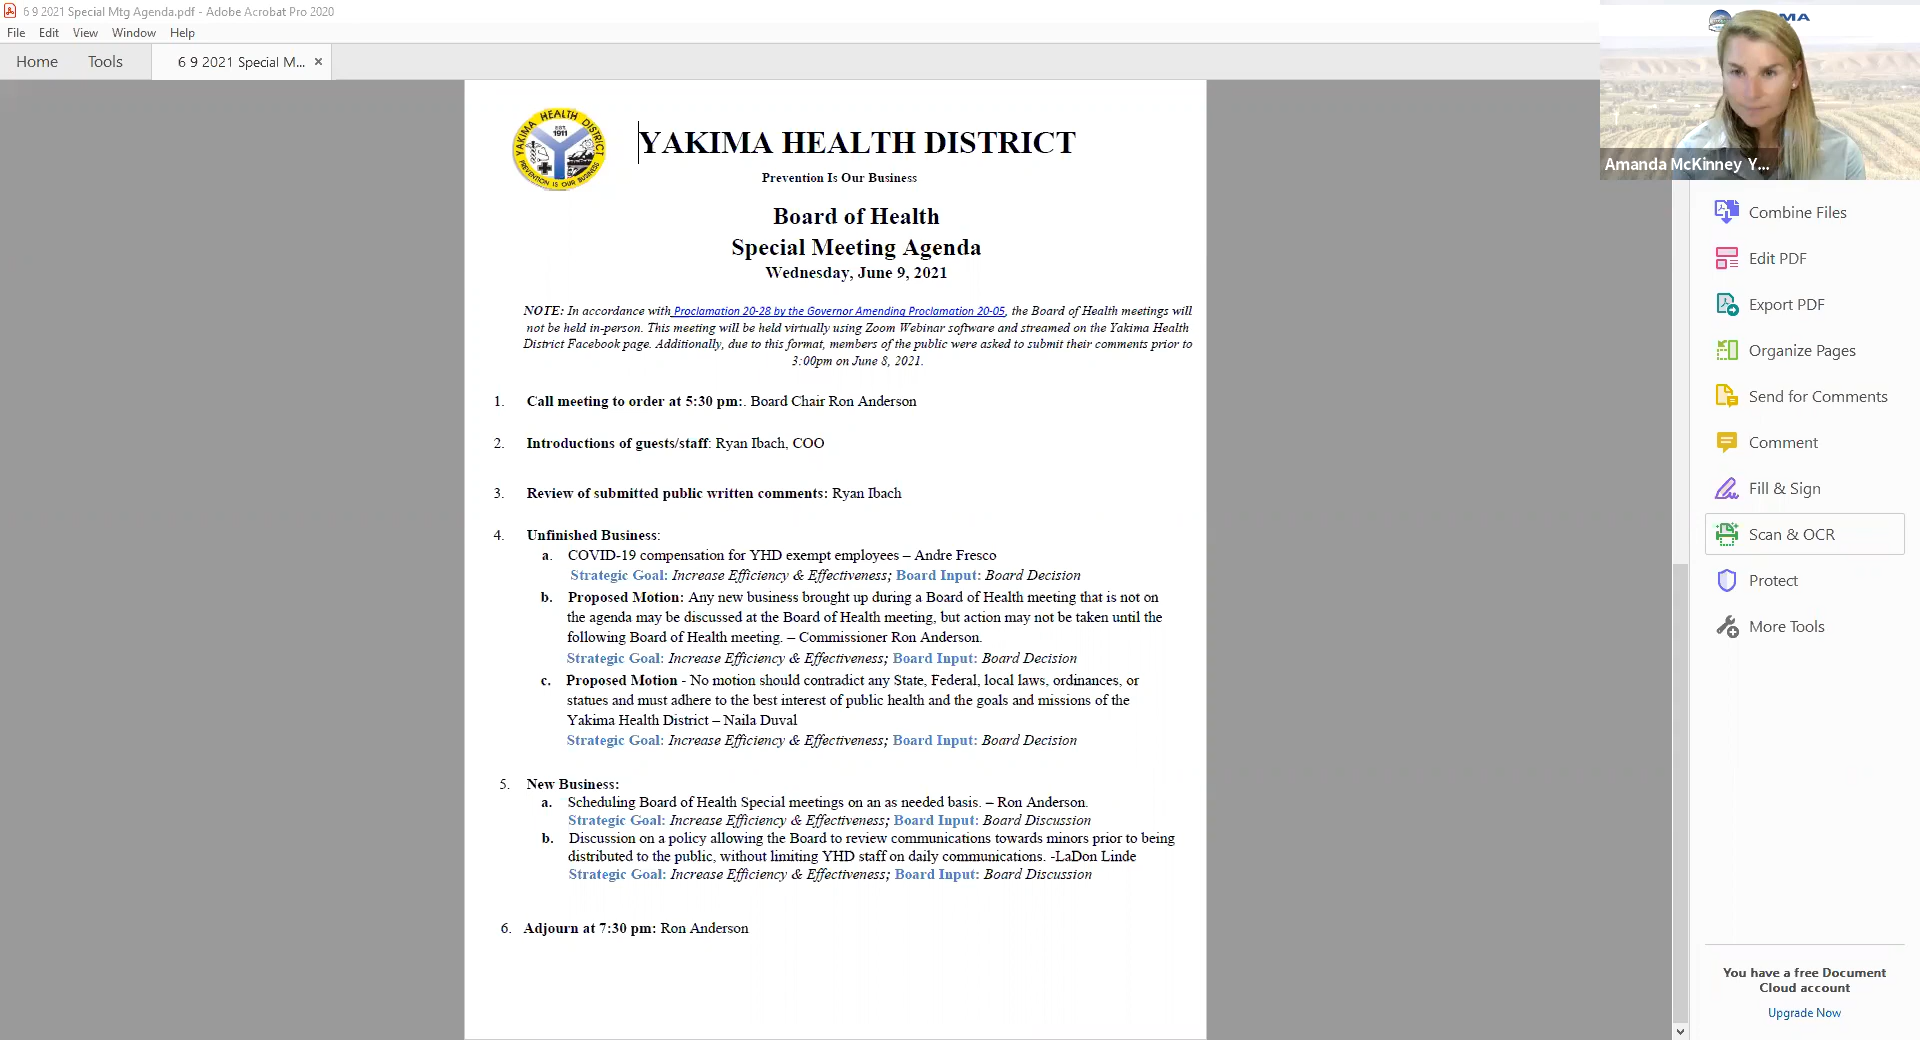 6 9 2021 Special Mtg Agenda.pdf - Adobe Acrobat Pro 2020
File Edit View Window Help
Home Tools 6 9 2021 Special M... ×
YAKIMA HEALTH DISTRICT
EST. 1911
PREVENTION IS OUR BUSINESS
YAKIMA HEALTH DISTRICT
Prevention Is Our Business
Board of Health
Special Meeting Agenda
Wednesday, June 9, 2021
NOTE: In accordance with Proclamation 20-28 by the Governor Amending Proclamation 20-05, the Board of Health meetings will
not be held in-person. This meeting will be held virtually using Zoom Webinar software and streamed on the Yakima Health
District Facebook page. Additionally, due to this format, members of the public were asked to submit their comments prior to
3:00pm on June 8, 2021.
1. Call meeting to order at 5:30 pm:. Board Chair Ron Anderson
2. Introductions of guests/staff: Ryan Ibach, COO
3. Review of submitted public written comments: Ryan Ibach
4. Unfinished Business:
a. COVID-19 compensation for YHD exempt employees – Andre Fresco
Strategic Goal: Increase Efficiency & Effectiveness; Board Input: Board Decision
b. Proposed Motion: Any new business brought up during a Board of Health meeting that is not on
the agenda may be discussed at the Board of Health meeting, but action may not be taken until the
following Board of Health meeting. – Commissioner Ron Anderson.
Strategic Goal: Increase Efficiency & Effectiveness; Board Input: Board Decision
c. Proposed Motion - No motion should contradict any State, Federal, local laws, ordinances, or
statues and must adhere to the best interest of public health and the goals and missions of the
Yakima Health District – Naila Duval
Strategic Goal: Increase Efficiency & Effectiveness; Board Input: Board Decision
5. New Business:
a. Scheduling Board of Health Special meetings on an as needed basis. – Ron Anderson.
Strategic Goal: Increase Efficiency & Effectiveness; Board Input: Board Discussion
b. Discussion on a policy allowing the Board to review communications towards minors prior to being
distributed to the public, without limiting YHD staff on daily communications. -LaDon Linde
Strategic Goal: Increase Efficiency & Effectiveness; Board Input: Board Discussion
6. Adjourn at 7:30 pm: Ron Anderson
Amanda McKinney Y...
Combine Files
Edit PDF
Export PDF
Organize Pages
Send for Comments
Comment
Fill & Sign
Scan & OCR
Protect
More Tools
You have a free Document
Cloud account
Upgrade Now